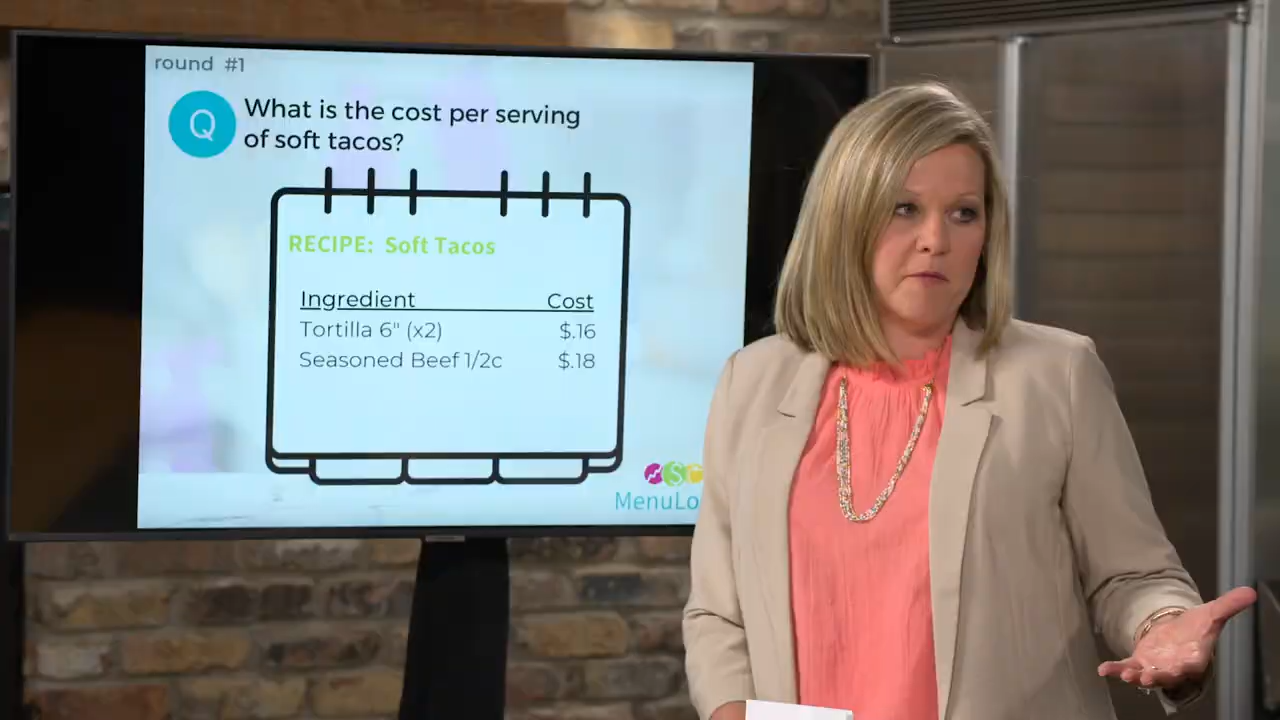 round #1
Q What is the cost per serving
of soft tacos?
RECIPE: Soft Tacos
Ingredient Cost
Tortilla 6" (x2) $.16
Seasoned Beef 1/2c $.18
MenuLo